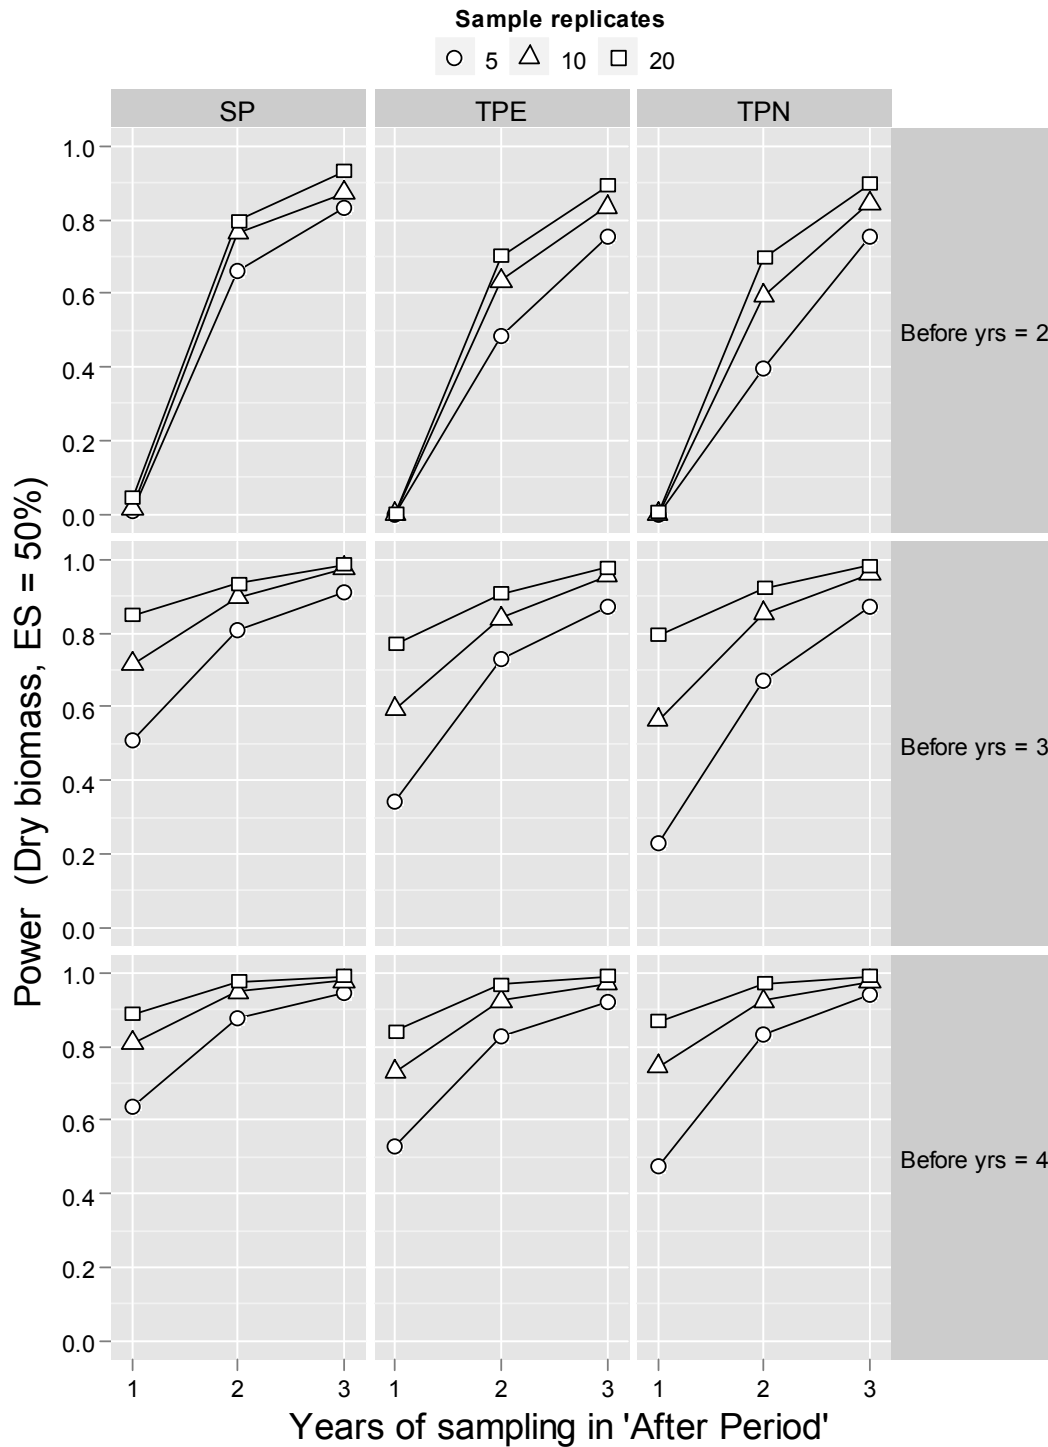 Sample replicates
5 10 20
SP TPE TPN
1.0
0.8
0.6
0.4
0.2
0.0
Before yrs = 2
1.0
0.8
0.6
0.4
0.2
0.0
Before yrs = 3
1.0
0.8
0.6
0.4
0.2
0.0
Before yrs = 4
Power (Dry biomass, ES = 50%)
1 2 3 1 2 3 1 2 3
Years of sampling in 'After Period'